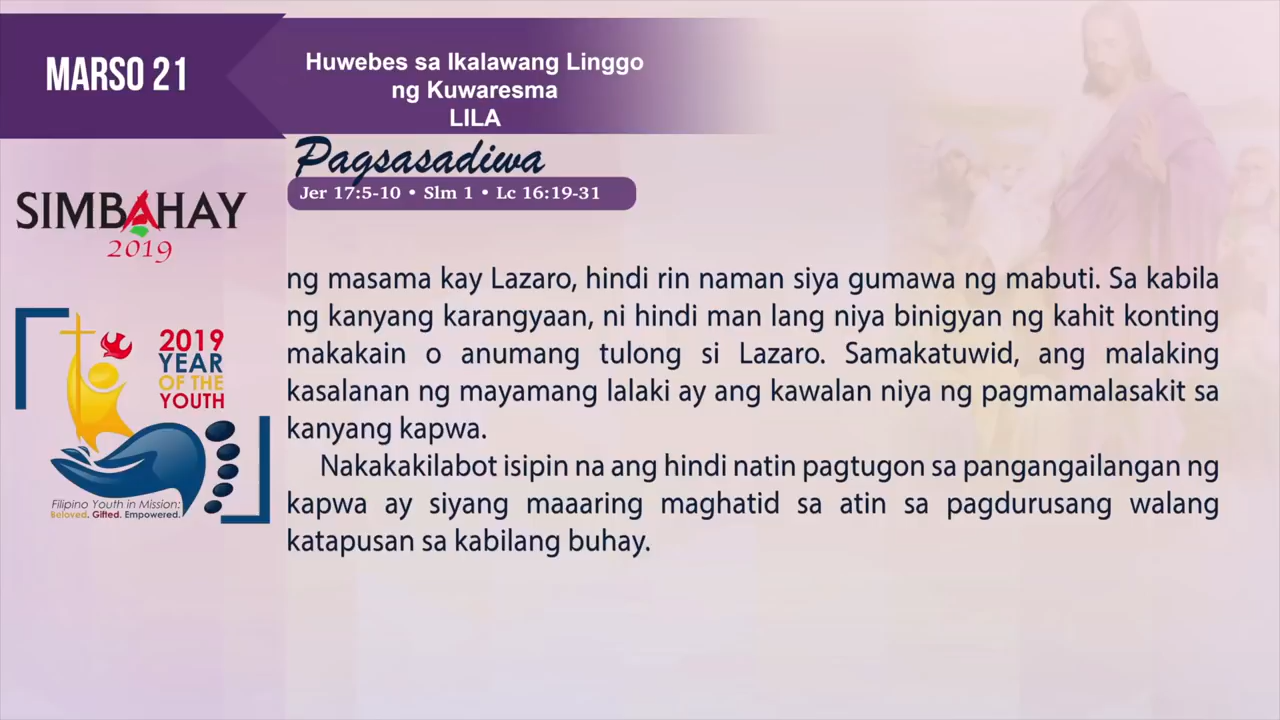 MARSO 21
Huwebes sa Ikalawang Linggo
ng Kuwaresma
LILA
Pagsasadiwa
Jer 17:5-10 • Slm 1 • Lc 16:19-31
SIMBAHAY
2019
2019
YEAR
OF THE
YOUTH
Filipino Youth in Mission:
Beloved. Gifted. Empowered.
ng masama kay Lazaro, hindi rin naman siya gumawa ng mabuti. Sa kabila
ng kanyang karangyaan, ni hindi man lang niya binigyan ng kahit konting
makakain o anumang tulong si Lazaro. Samakatuwid, ang malaking
kasalanan ng mayamang lalaki ay ang kawalan niya ng pagmamalasakit sa
kanyang kapwa.
Nakakakilabot isipin na ang hindi natin pagtugon sa pangangailangan ng
kapwa ay siyang maaaring maghatid sa atin sa pagdurusang walang
katapusan sa kabilang buhay.